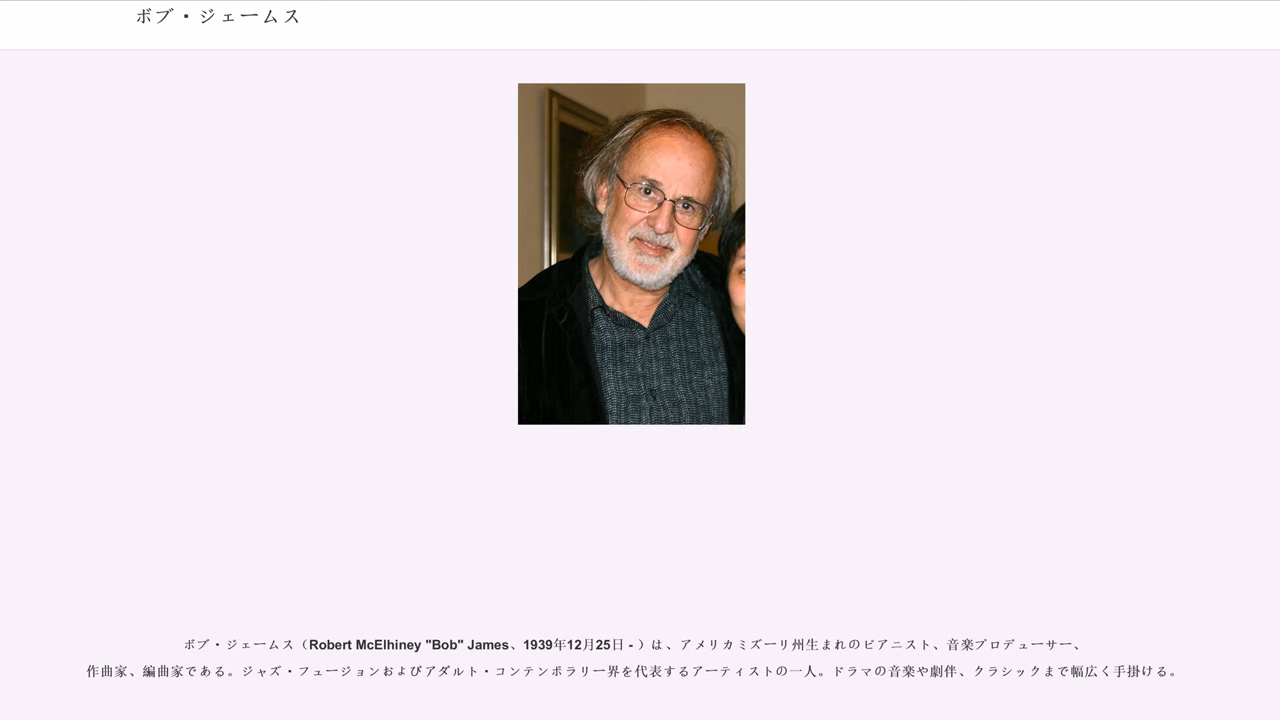 ボブ・ジェームス
ボブ・ジェームス（Robert McElhiney "Bob" James、1939年12月25日 - ）は、アメリカミズーリ州生まれのピアニスト、音楽プロデューサー、
作曲家、編曲家である。ジャズ・フュージョンおよびアダルト・コンテンポラリー界を代表するアーティストの一人。ドラマの音楽や劇伴、クラシックまで幅広く手掛ける。